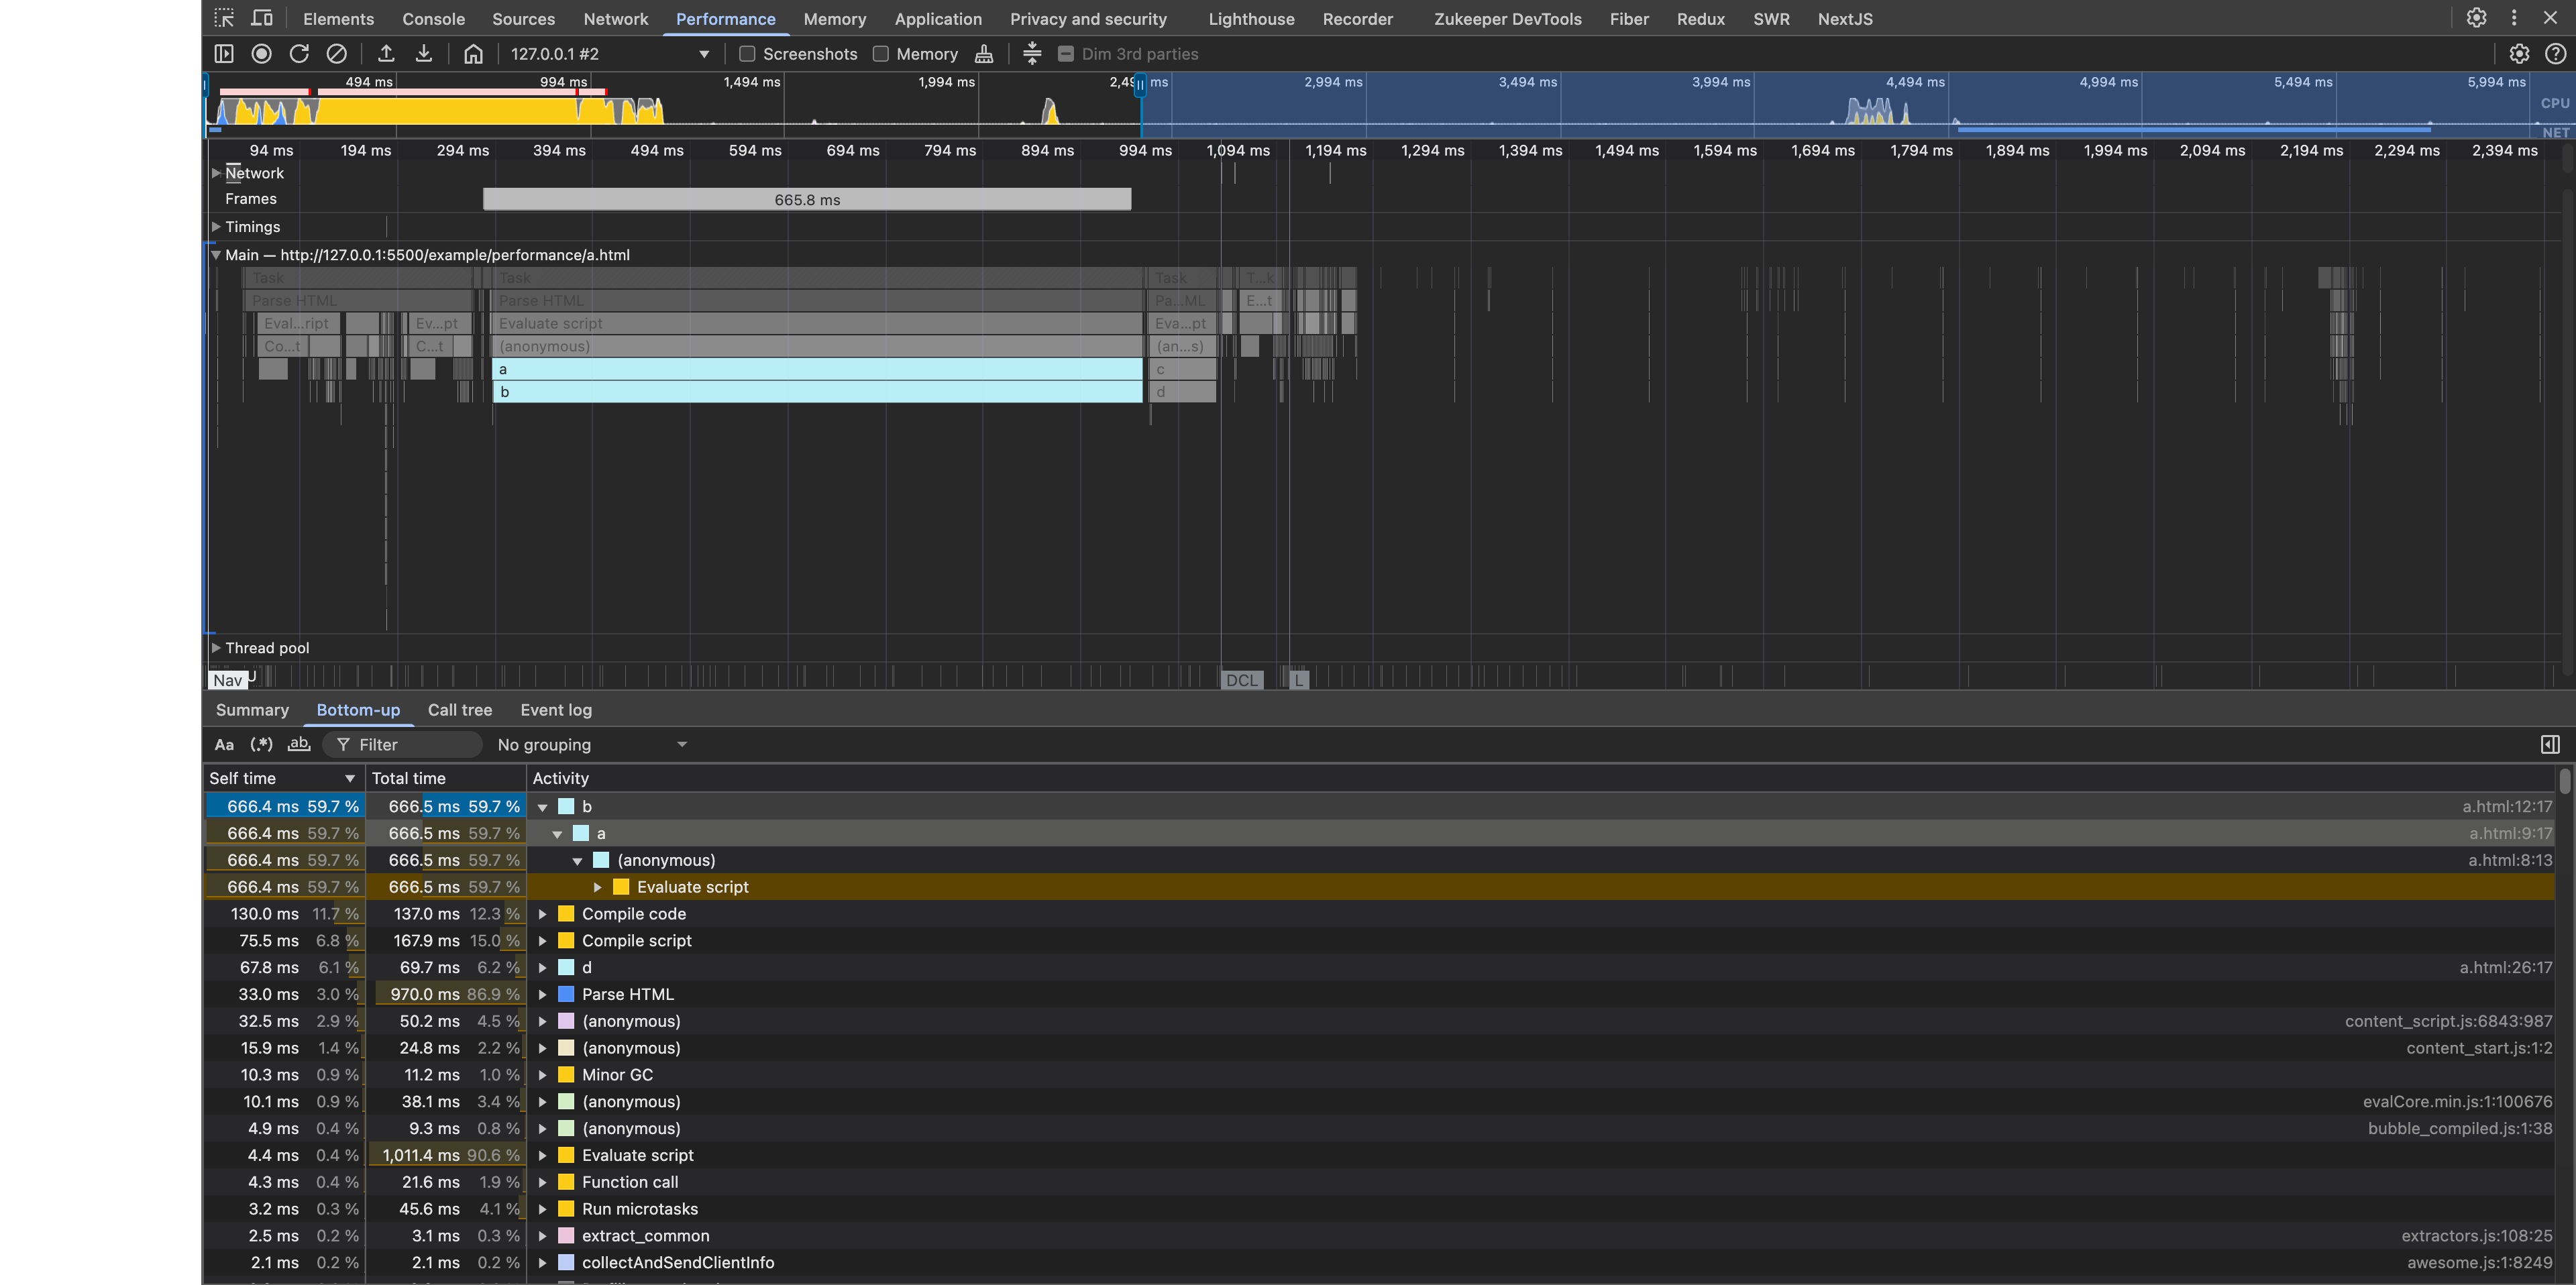 Elements Console Sources Network Performance Memory Application Privacy and security Lighthouse Recorder Zukeeper DevTools Fiber Redux SWR NextJS
127.0.0.1 #2 Screenshots Memory Dim 3rd parties
494 ms 994 ms 1,494 ms 1,994 ms 2,49 ms 2,994 ms 3,494 ms 3,994 ms 4,494 ms 4,994 ms 5,494 ms 5,994 ms
CPU
NET
94 ms 194 ms 294 ms 394 ms 494 ms 594 ms 694 ms 794 ms 894 ms 994 ms 1,094 ms 1,194 ms 1,294 ms 1,394 ms 1,494 ms 1,594 ms 1,694 ms 1,794 ms 1,894 ms 1,994 ms 2,094 ms 2,194 ms 2,294 ms 2,394 ms
Network
Frames 665.8 ms
Timings
Main — http://127.0.0.1:5500/example/performance/a.html
Task Task Task T...k
Parse HTML Parse HTML Pa...ML E...t
Eval...ript Ev...pt Evaluate script Eva...pt
Co...t C...t (anonymous) (an...s)
a c
b d
Thread pool
Nav DCL L
Summary Bottom-up Call tree Event log
Aa (.*) ab Filter No grouping
Self time Total time Activity
666.4 ms 59.7 % 666.5 ms 59.7 % b a.html:12:17
666.4 ms 59.7 % 666.5 ms 59.7 % a a.html:9:17
666.4 ms 59.7 % 666.5 ms 59.7 % (anonymous) a.html:8:13
666.4 ms 59.7 % 666.5 ms 59.7 % Evaluate script
130.0 ms 11.7 % 137.0 ms 12.3 % Compile code
75.5 ms 6.8 % 167.9 ms 15.0 % Compile script
67.8 ms 6.1 % 69.7 ms 6.2 % d a.html:26:17
33.0 ms 3.0 % 970.0 ms 86.9 % Parse HTML
32.5 ms 2.9 % 50.2 ms 4.5 % (anonymous) content_script.js:6843:987
15.9 ms 1.4 % 24.8 ms 2.2 % (anonymous) content_start.js:1:2
10.3 ms 0.9 % 11.2 ms 1.0 % Minor GC
10.1 ms 0.9 % 38.1 ms 3.4 % (anonymous) evalCore.min.js:1:100676
4.9 ms 0.4 % 9.3 ms 0.8 % (anonymous) bubble_compiled.js:1:38
4.4 ms 0.4 % 1,011.4 ms 90.6 % Evaluate script
4.3 ms 0.4 % 21.6 ms 1.9 % Function call
3.2 ms 0.3 % 45.6 ms 4.1 % Run microtasks
2.5 ms 0.2 % 3.1 ms 0.3 % extract_common extractors.js:108:25
2.1 ms 0.2 % 2.1 ms 0.2 % collectAndSendClientInfo awesome.js:1:8249